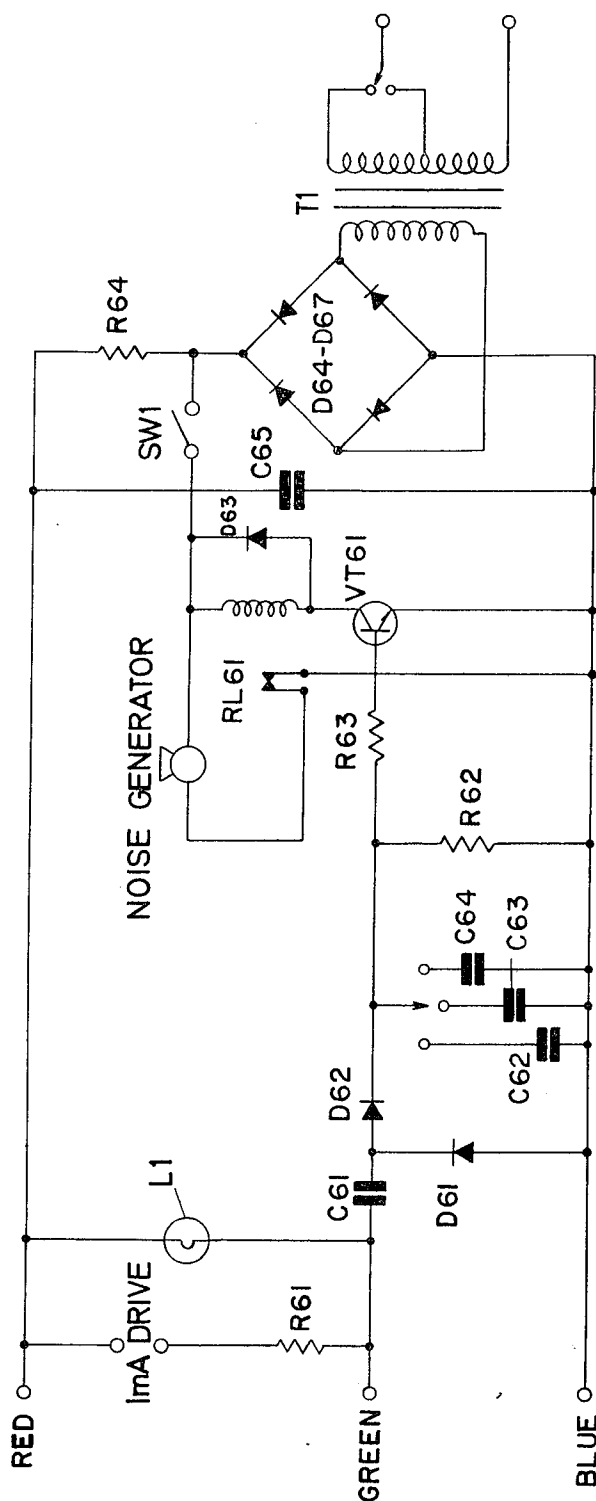 RED
1mA DRIVE
L1
R61
GREEN
C61
D61
BLUE
D62
C62
C63
C64
R62
R63
NOISE GENERATOR
RL61
VT61
D63
C65
SW1
R64
D64-D67
T1